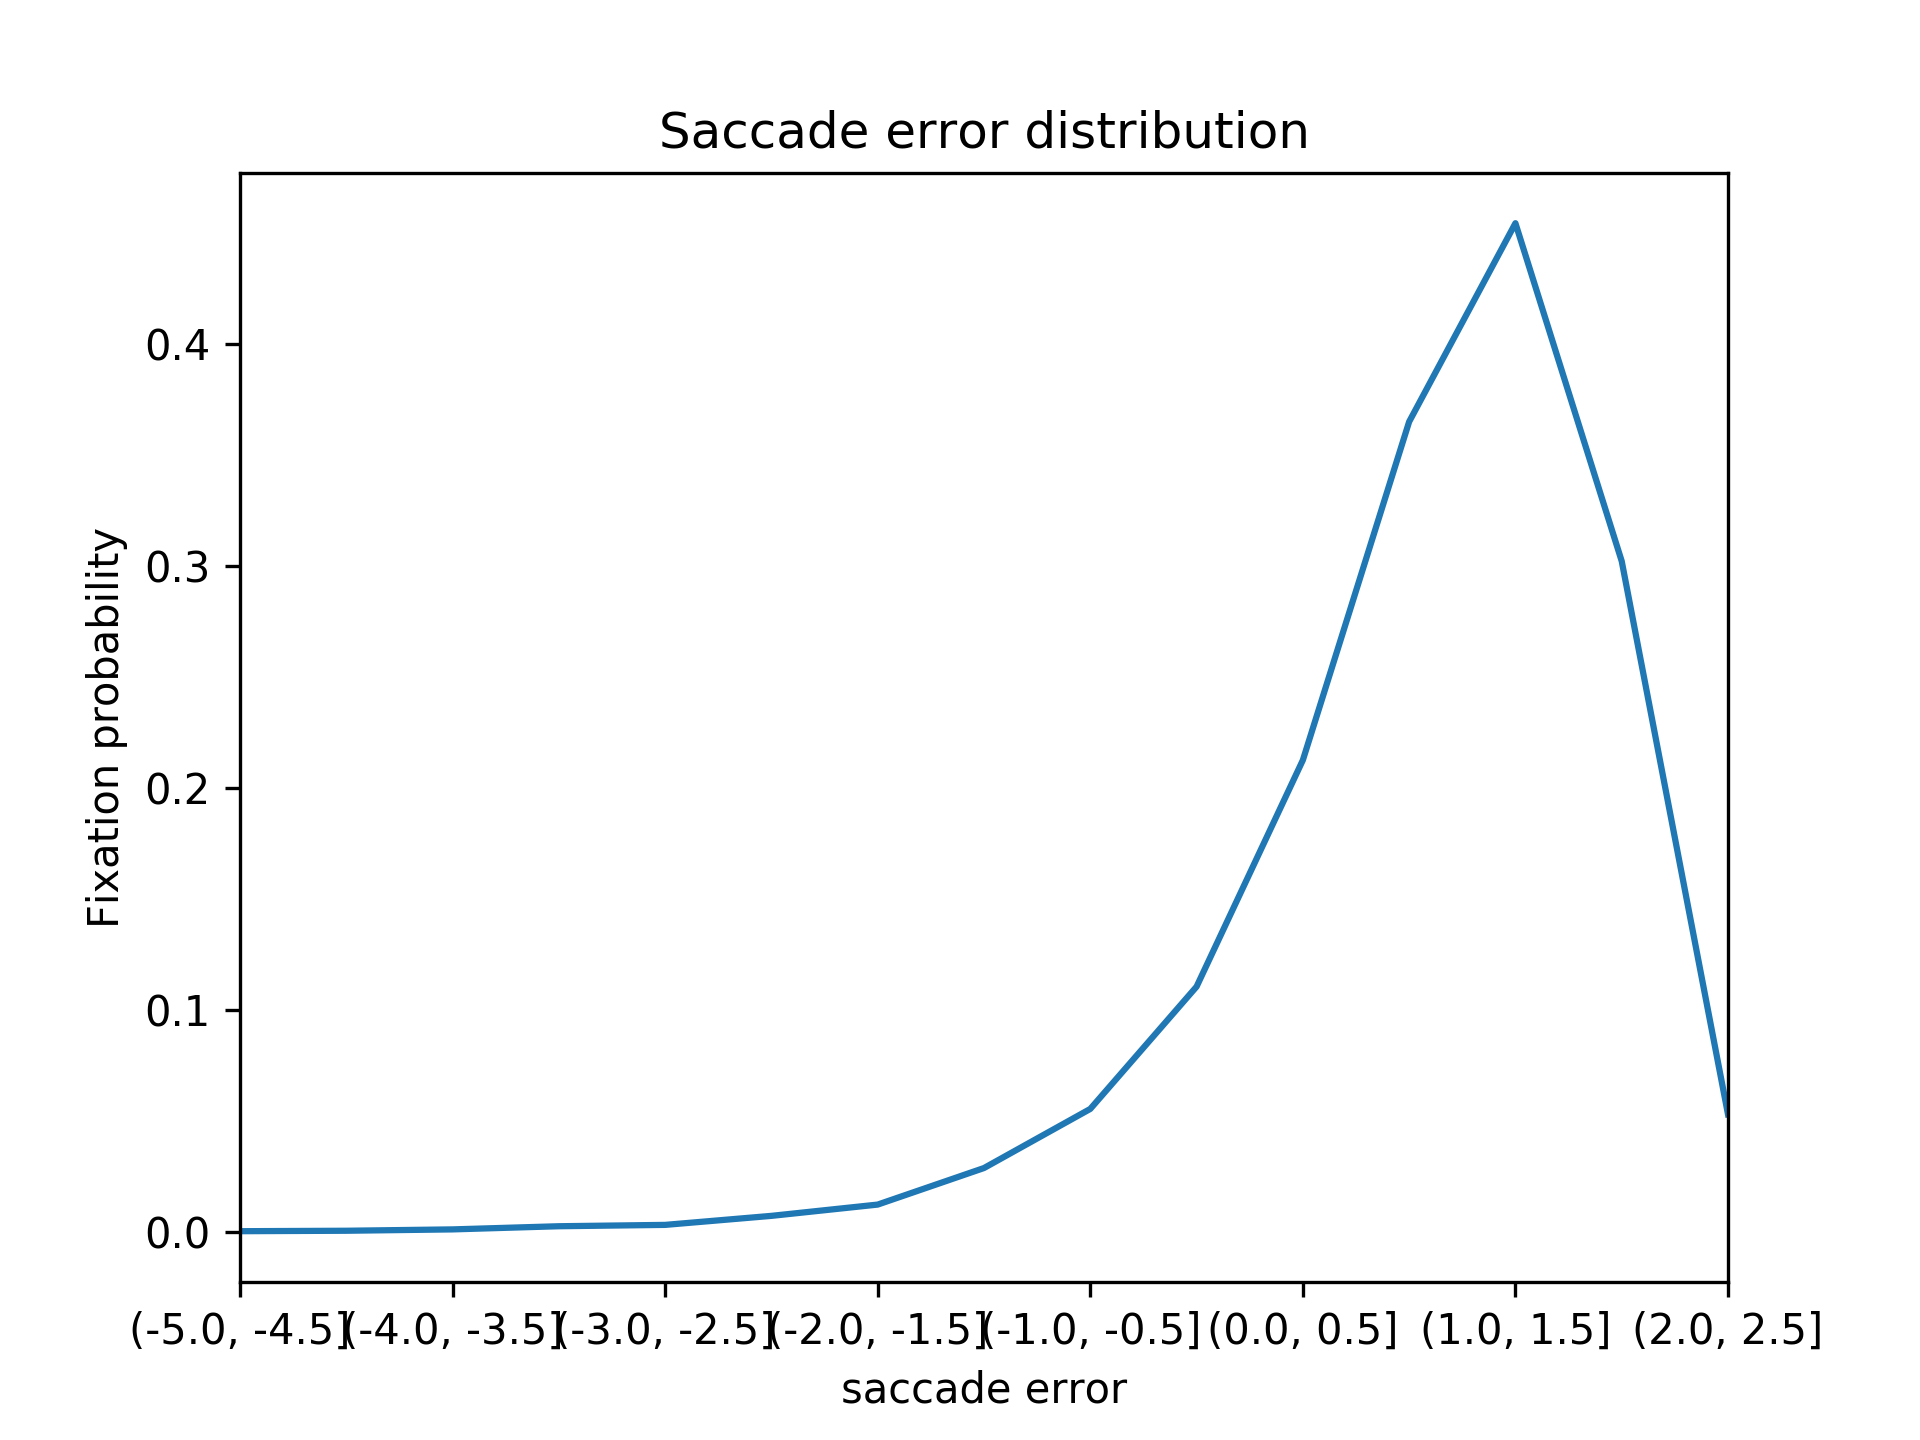 Saccade error distribution
Fixation probability
0.4
0.3
0.2
0.1
0.0
(-5.0, -4.5] (-4.0, -3.5] (-3.0, -2.5] (-2.0, -1.5] (-1.0, -0.5] (0.0, 0.5] (1.0, 1.5] (2.0, 2.5]
saccade error